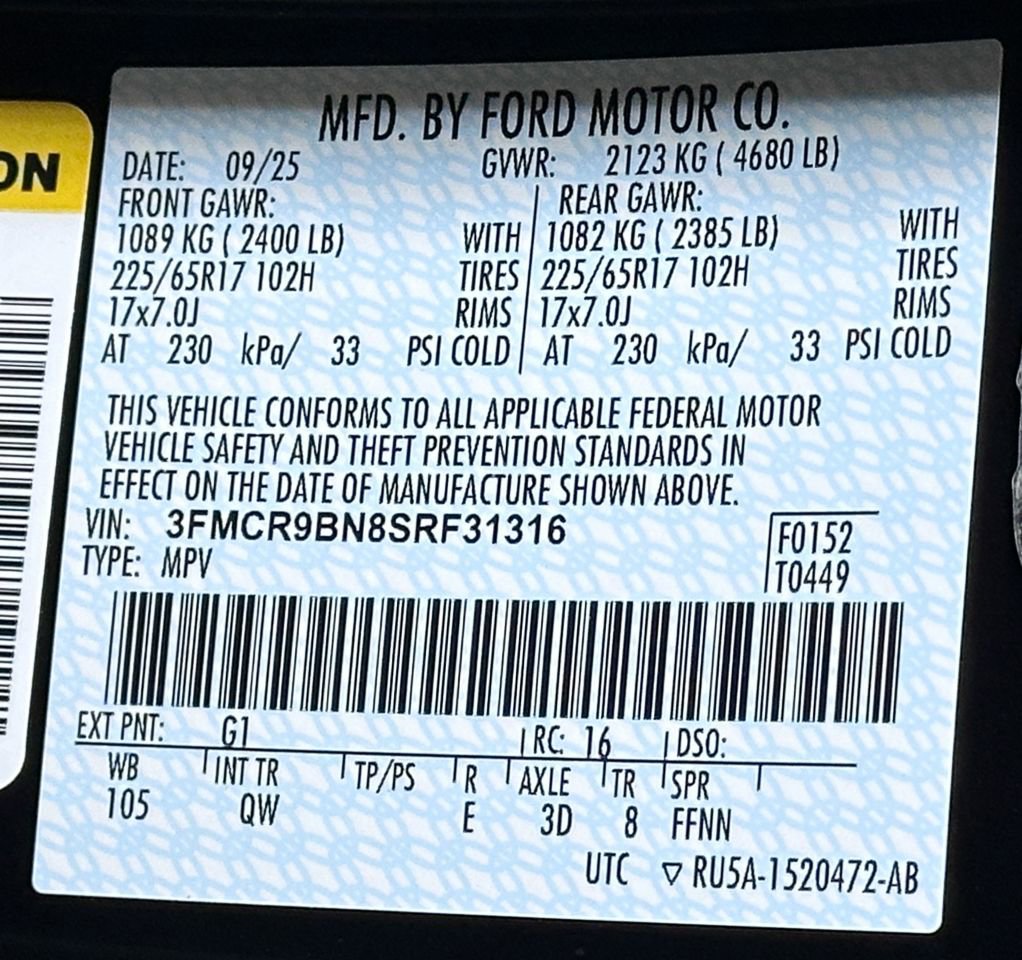 ON
MFD. BY FORD MOTOR CO.
DATE: 09/25 GVWR: 2123 KG ( 4680 LB)
FRONT GAWR: REAR GAWR:
1089 KG ( 2400 LB) WITH 1082 KG ( 2385 LB) WITH
225/65R17 102H TIRES 225/65R17 102H TIRES
17x7.0J RIMS 17x7.0J RIMS
AT 230 kPa/ 33 PSI COLD AT 230 kPa/ 33 PSI COLD
THIS VEHICLE CONFORMS TO ALL APPLICABLE FEDERAL MOTOR
VEHICLE SAFETY AND THEFT PREVENTION STANDARDS IN
EFFECT ON THE DATE OF MANUFACTURE SHOWN ABOVE.
VIN: 3FMCR9BN8SRF31316 F0152
TYPE: MPV T0449
EXT PNT: G1 RC: 16 DSO:
WB INT TR TP/PS R AXLE TR SPR
105 QW E 3D 8 FFNN
UTC ▽ RU5A-1520472-AB